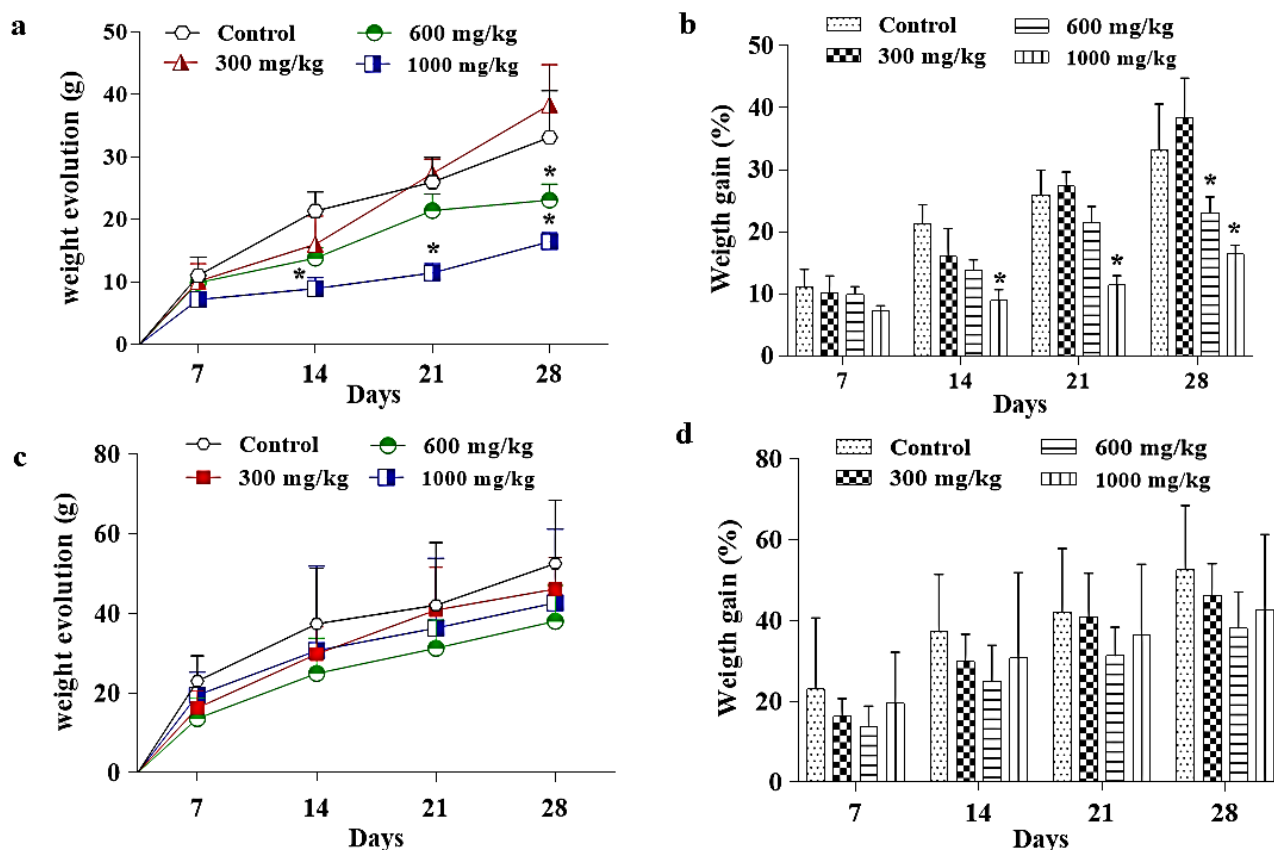 a
Control
600 mg/kg
300 mg/kg
1000 mg/kg
weight evolution (g)
50
40
30
20
10
0
*
*
*
*
7 14 21 28
Days
b
Control
600 mg/kg
300 mg/kg
1000 mg/kg
Weigth gain (%)
50
40
30
20
10
0
*
*
*
*
7 14 21 28
Days
c
Control
600 mg/kg
300 mg/kg
1000 mg/kg
weight evolution (g)
80
60
40
20
0
7 14 21 28
Days
d
Control
600 mg/kg
300 mg/kg
1000 mg/kg
Weigth gain (%)
80
60
40
20
0
7 14 21 28
Days